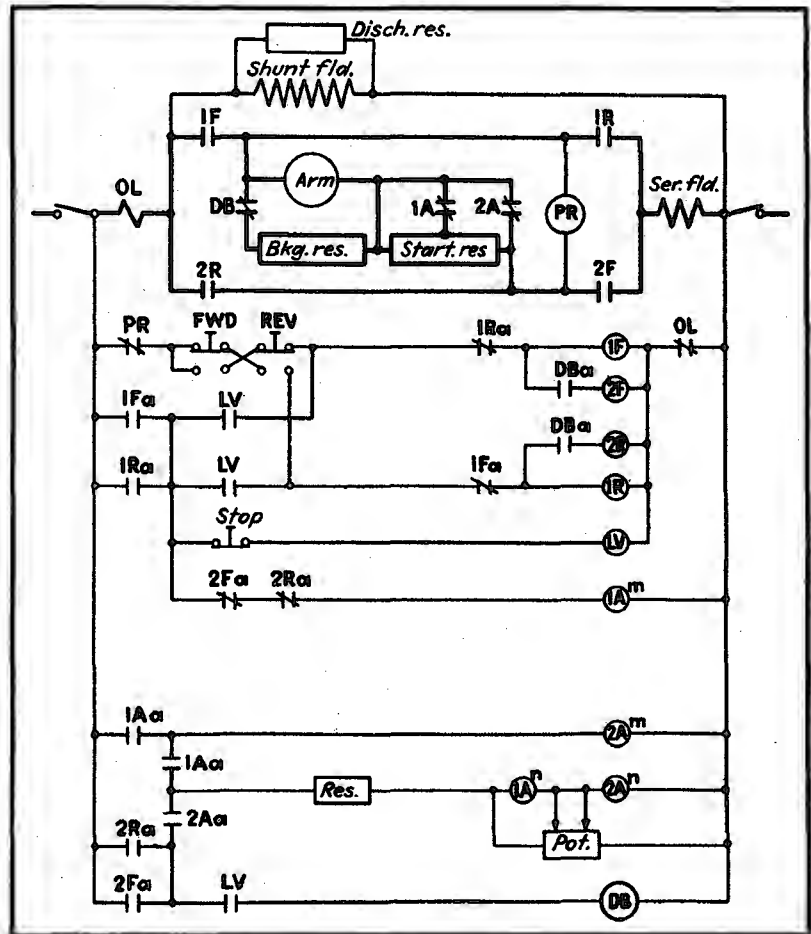 Disch. res.
Shunt fld.
1F
1R
OL
Arm
DB
1A
2A
PR
Ser. fld.
Bkg. res.
Start. res
2R
2F
PR
FWD
REV
1Ra
1F
OL
DBa
2F
1Fa
LV
DBa
2R
1Ra
LV
1Fa
1R
Stop
LV
2Fa
2Ra
1A m
1Aa
2A m
1Aa
Res.
1A n
2A n
2Aa
Pot.
2Ra
2Fa
LV
DB